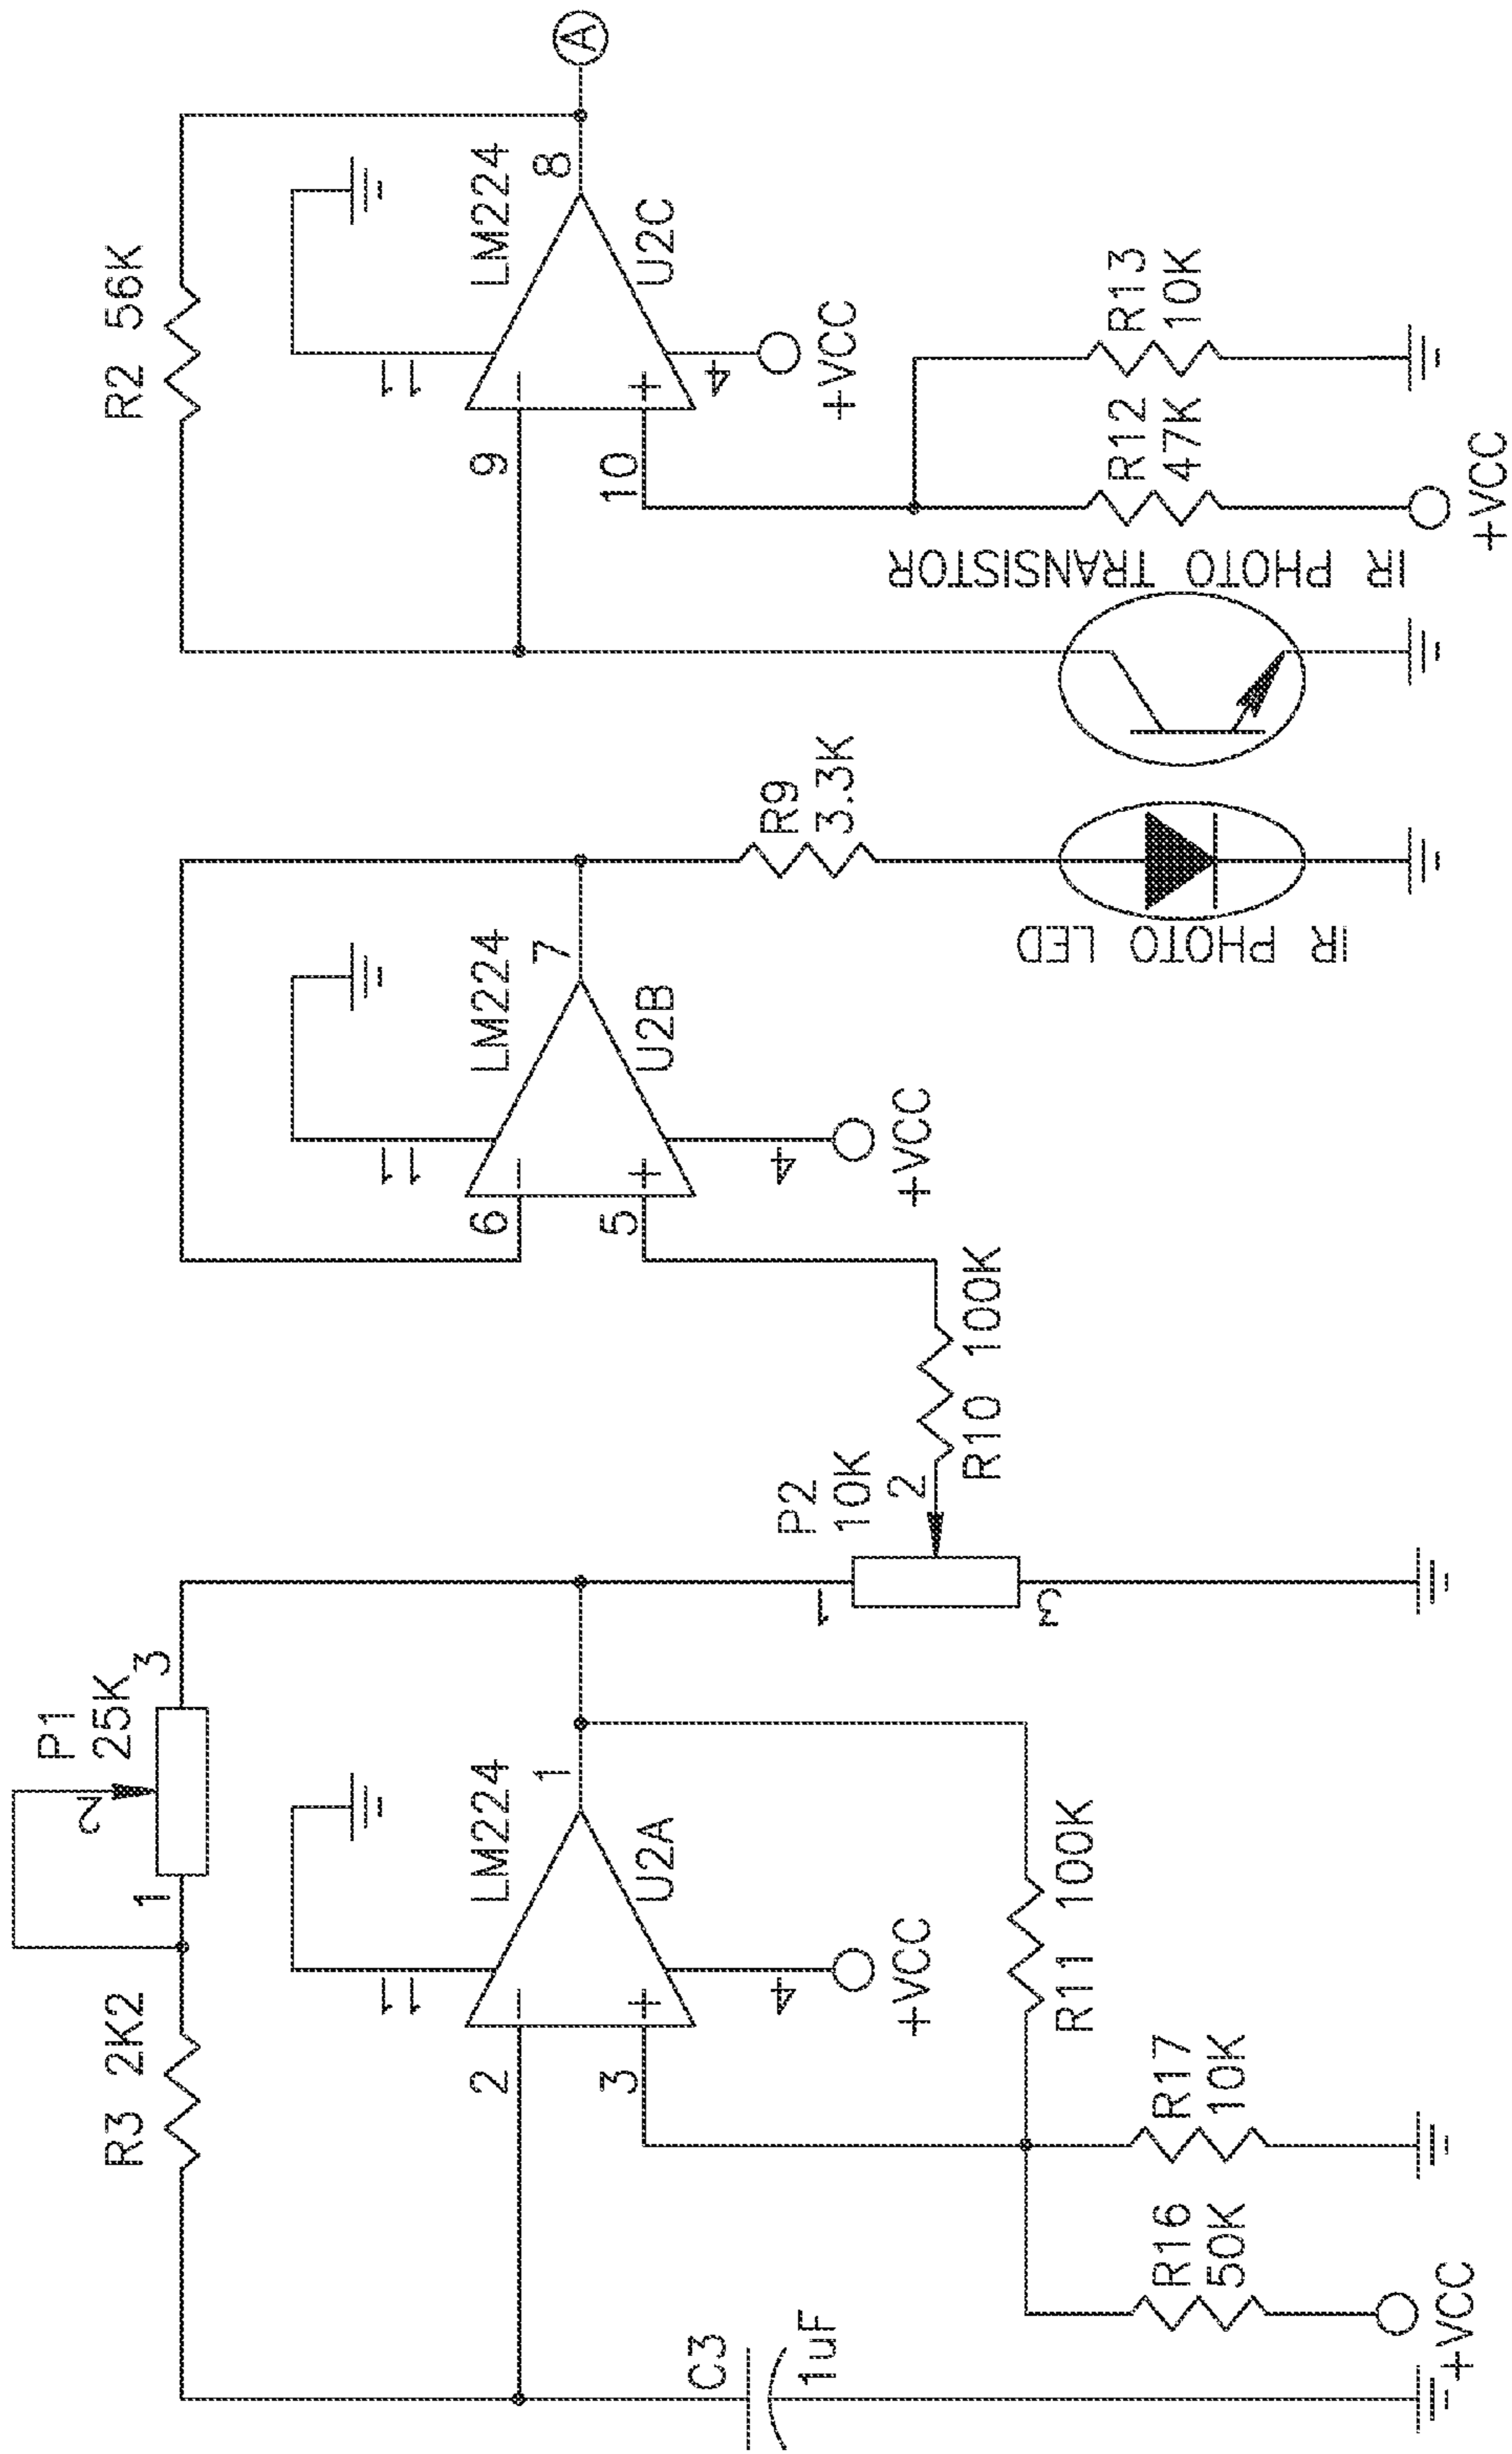 P1
25K
1
2
3
R3 2K2
11
LM224
2
3
1
U2A
4
+VCC
C3
1uF
R11 100K
R16
50K
+VCC
R17
10K
P2
10K
1
2
3
R10 100K
11
LM224
6
5
7
U2B
4
+VCC
R9
3.3K
IR PHOTO LED
IR PHOTO TRANSISTOR
R2 56K
11
LM224
9
10
8
U2C
4
+VCC
A
R12
47K
+VCC
R13
10K